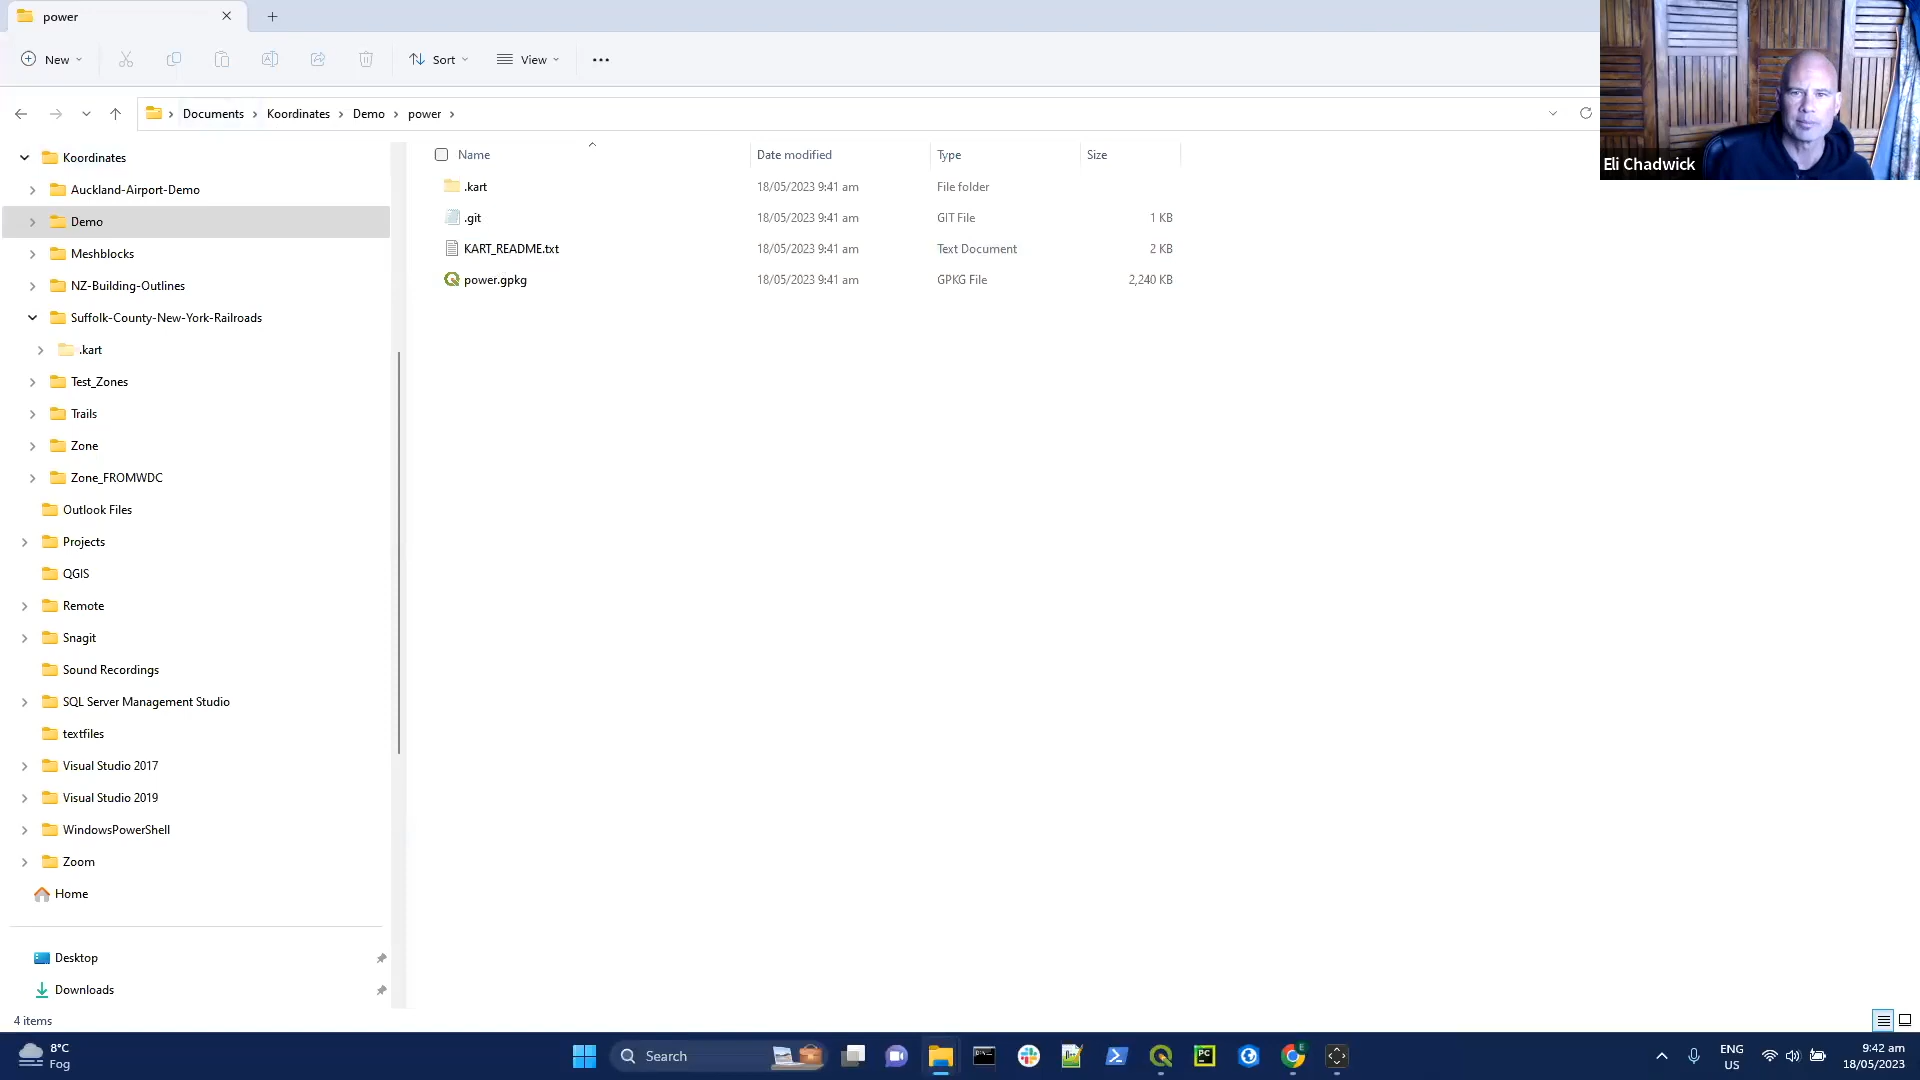 power
New
Sort
View
Documents
Koordinates
Demo
power
Eli Chadwick
Koordinates
Auckland-Airport-Demo
Demo
Meshblocks
NZ-Building-Outlines
Suffolk-County-New-York-Railroads
.kart
Test_Zones
Trails
Zone
Zone_FROMWDC
Outlook Files
Projects
QGIS
Remote
Snagit
Sound Recordings
SQL Server Management Studio
textfiles
Visual Studio 2017
Visual Studio 2019
WindowsPowerShell
Zoom
Home
Desktop
Downloads
Name Date modified Type Size
.kart 18/05/2023 9:41 am File folder
.git 18/05/2023 9:41 am GIT File 1 KB
KART_README.txt 18/05/2023 9:41 am Text Document 2 KB
power.gpkg 18/05/2023 9:41 am GPKG File 2,240 KB
4 items
8°C
Fog
Search
PC
E
ENG
US
9:42 am
18/05/2023